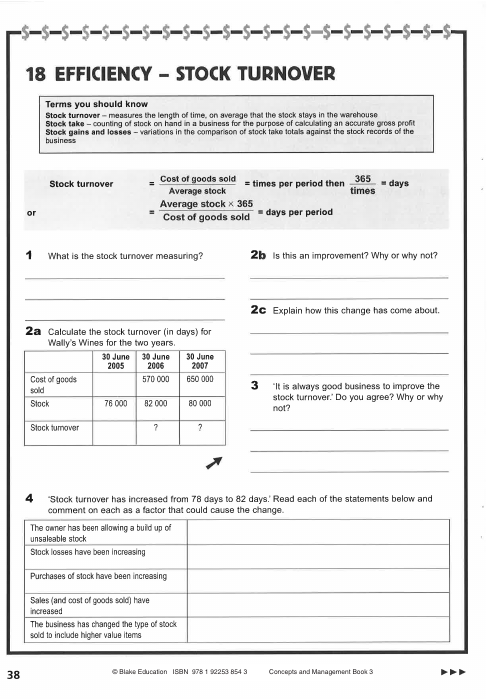 18 EFFICIENCY – STOCK TURNOVER
Terms you should know
Stock turnover – measures the length of time, on average that the stock stays in the warehouse
Stock take – counting of stock on hand in a business for the purpose of calculating an accurate gross profit
Stock gains and losses – variations in the comparison of stock take totals against the stock records of the
business
Stock turnover = Cost of goods sold / Average stock = times per period then 365 / times = days
or = Average stock × 365 / Cost of goods sold = days per period
1 What is the stock turnover measuring?
2a Calculate the stock turnover (in days) for
Wally's Wines for the two years.
30 June 2005 30 June 2006 30 June 2007
Cost of goods sold 570 000 650 000
Stock 76 000 82 000 80 000
Stock turnover ? ?
2b Is this an improvement? Why or why not?
2c Explain how this change has come about.
3 'It is always good business to improve the
stock turnover.' Do you agree? Why or why
not?
4 'Stock turnover has increased from 78 days to 82 days.' Read each of the statements below and
comment on each as a factor that could cause the change.
The owner has been allowing a build up of
unsaleable stock
Stock losses have been increasing
Purchases of stock have been increasing
Sales (and cost of goods sold) have
increased
The business has changed the type of stock
sold to include higher value items
38 © Blake Education ISBN 978 1 92253 854 3 Concepts and Management Book 3